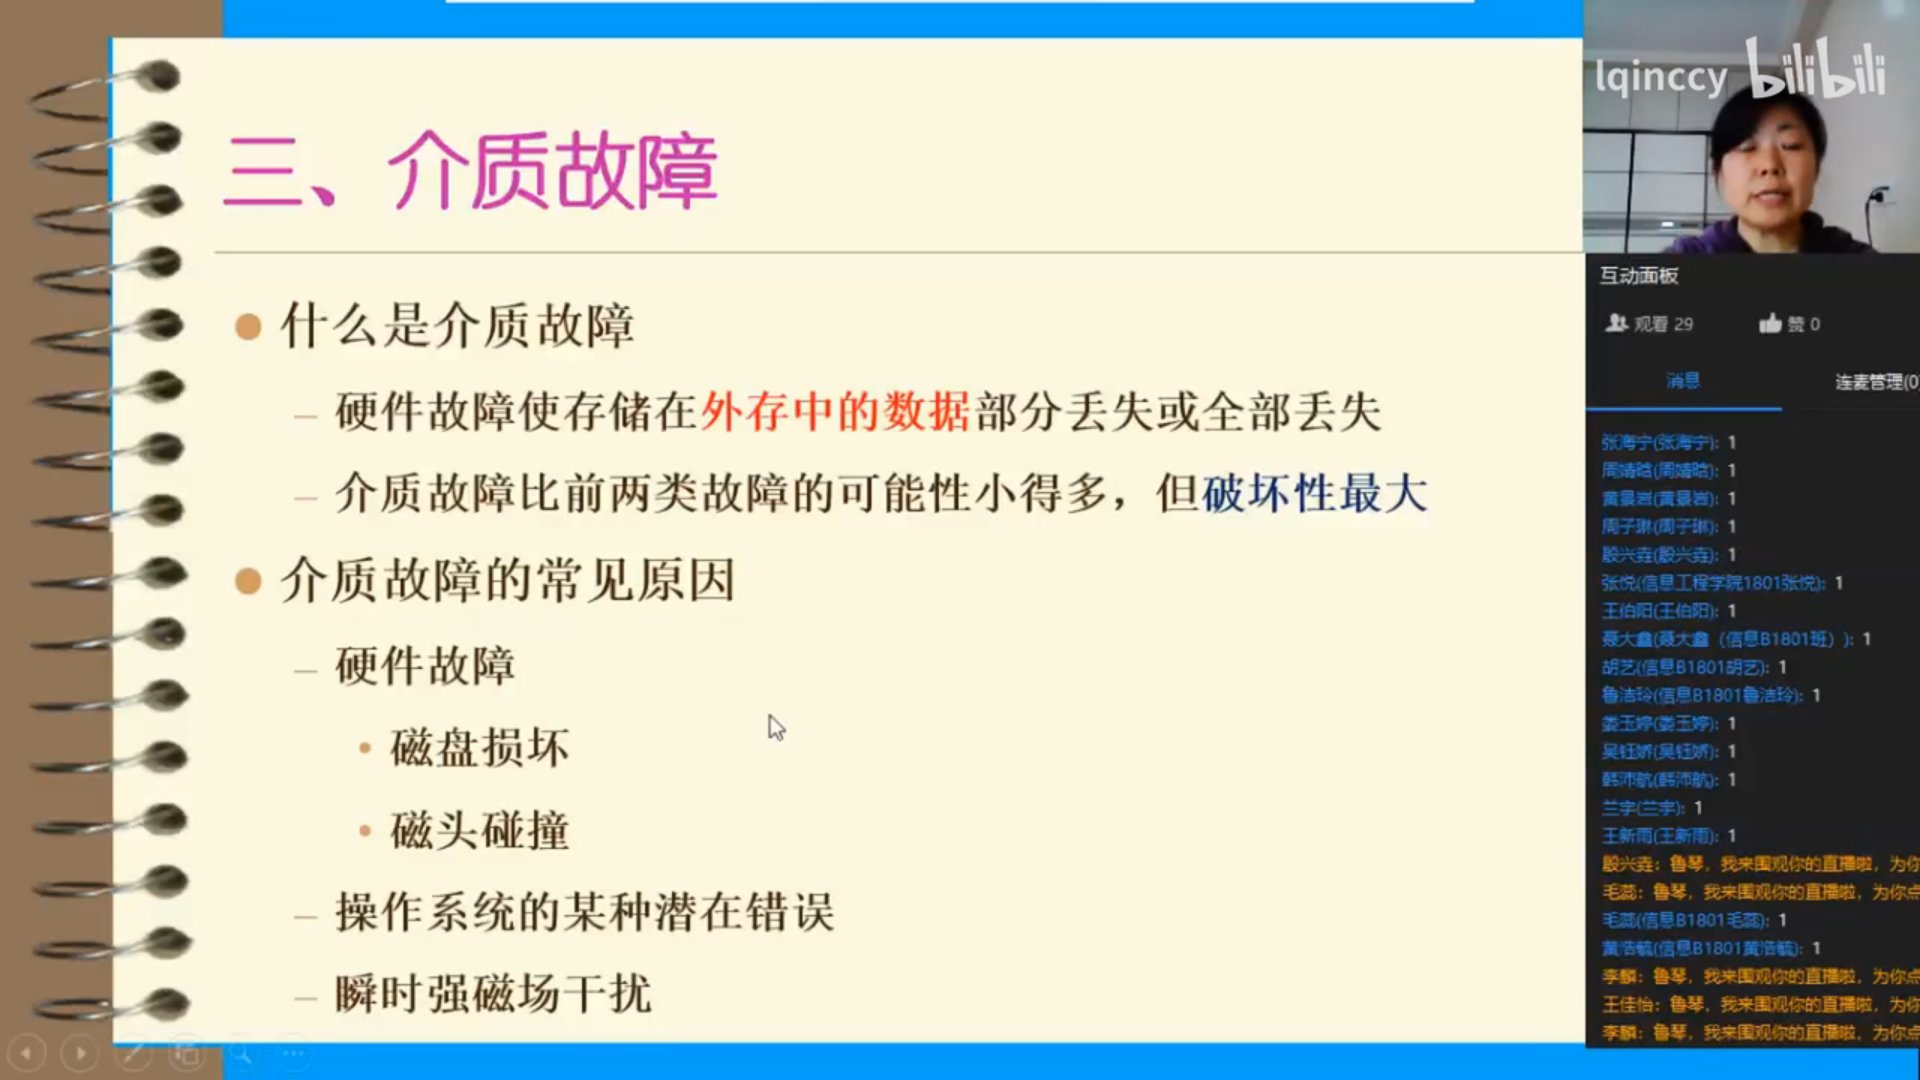 三、介质故障
什么是介质故障
– 硬件故障使存储在外存中的数据部分丢失或全部丢失
– 介质故障比前两类故障的可能性小得多，但破坏性最大
介质故障的常见原因
– 硬件故障
• 磁盘损坏
• 磁头碰撞
– 操作系统的某种潜在错误
– 瞬时强磁场干扰
lqinccy bilibili
互动面板
观看 29 赞 0
消息 连麦管理(0
张海宁(张海宁): 1
周婧晗(周婧晗): 1
黄景岩(黄景岩): 1
周子琳(周子琳): 1
殷兴垚(殷兴垚): 1
张悦(信息工程学院1801张悦): 1
王伯阳(王伯阳): 1
聂大鑫(聂大鑫（信息B1801班）): 1
胡艺(信息B1801胡艺): 1
鲁洁玲(信息B1801鲁洁玲): 1
娄玉婷(娄玉婷): 1
吴钰娇(吴钰娇): 1
韩沛航(韩沛航): 1
兰宇(兰宇): 1
王新雨(王新雨): 1
殷兴垚: 鲁琴，我来围观你的直播啦，为你
毛蕊: 鲁琴，我来围观你的直播啦，为你点
毛蕊(信息B1801毛蕊): 1
黄浩毓(信息B1801黄浩毓): 1
李麟: 鲁琴，我来围观你的直播啦，为你点
王佳怡: 鲁琴，我来围观你的直播啦，为你
李麟: 鲁琴，我来围观你的直播啦，为你点